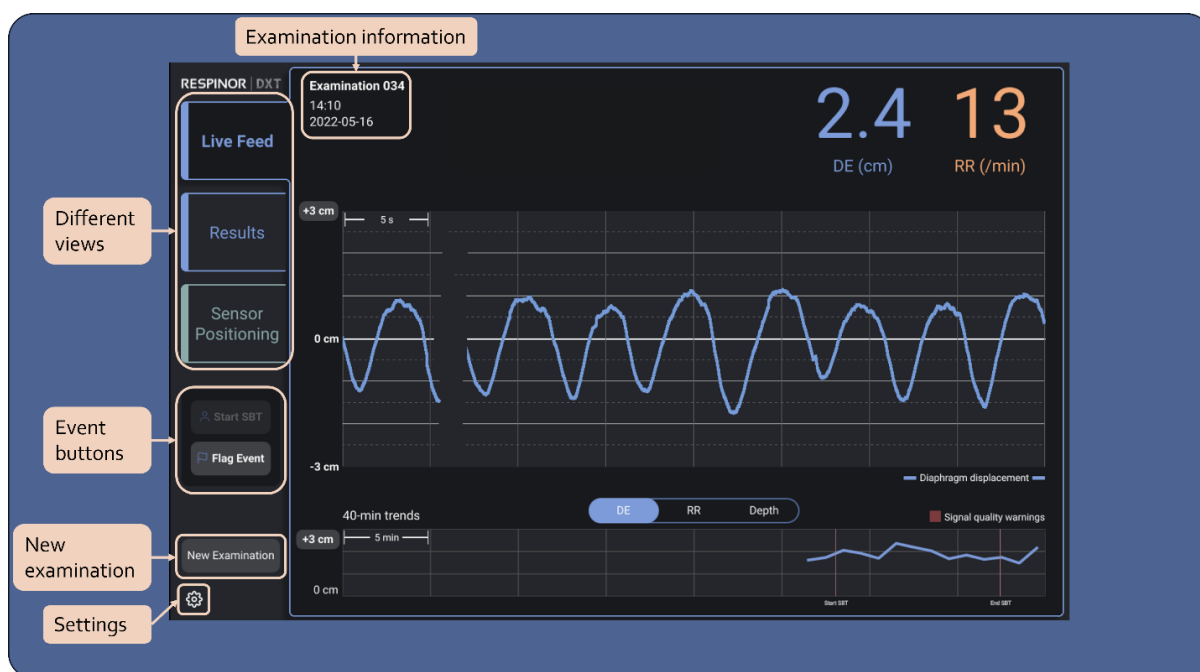 Examination information
RESPINOR | DXT
Examination 034
14:10
2022-05-16
2.4
DE (cm)
13
RR (/min)
Live Feed
Results
Sensor
Positioning
Different
views
+3 cm
5 s
0 cm
-3 cm
Diaphragm displacement
Event
buttons
Start SBT
Flag Event
40-min trends
DE
RR
Depth
Signal quality warnings
+3 cm
5 min
0 cm
Start SBT
End SBT
New
examination
New Examination
Settings